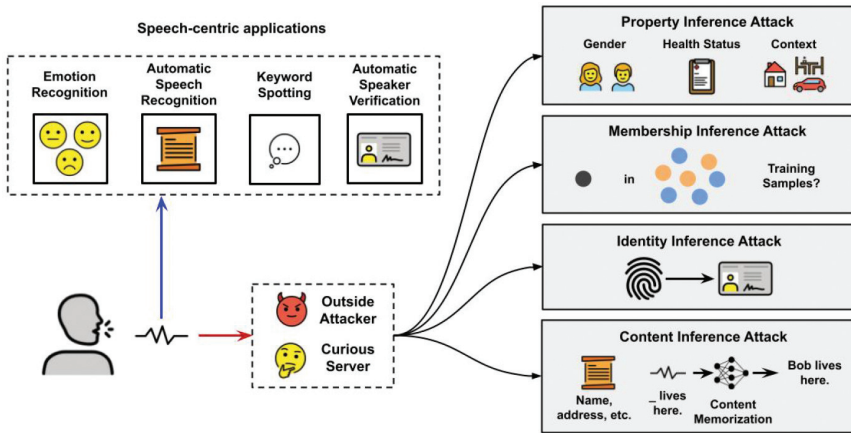 Speech-centric applications
Emotion
Recognition
Automatic
Speech
Recognition
Keyword
Spotting
Automatic
Speaker
Verification
Outside
Attacker
Curious
Server
Property Inference Attack
Gender
Health Status
Context
Membership Inference Attack
in
Training
Samples?
Identity Inference Attack
Content Inference Attack
Name,
address, etc.
_ lives
here.
Content
Memorization
Bob lives
here.